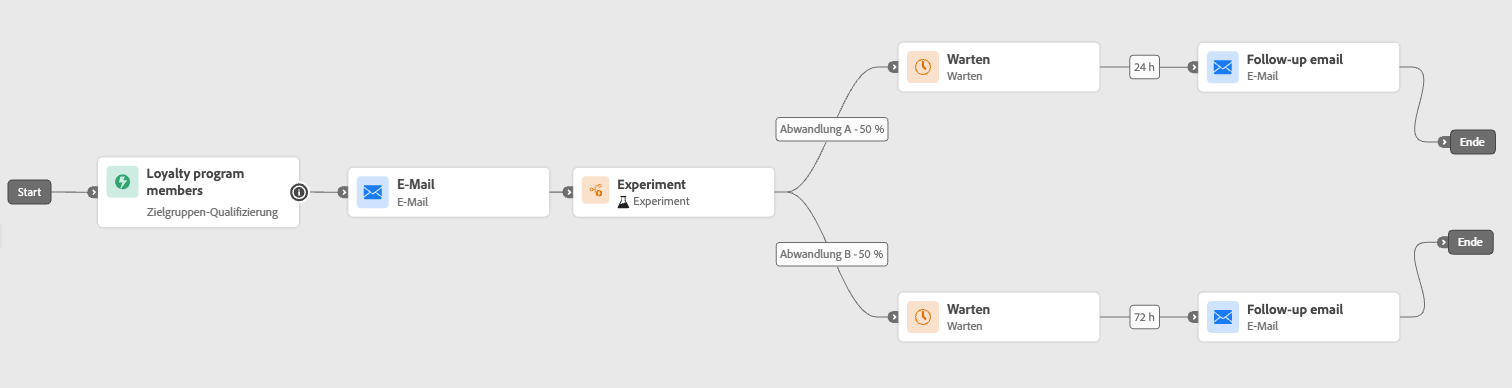 Start
Loyalty program
members
Zielgruppen-Qualifizierung
E-Mail
E-Mail
Experiment
Experiment
Abwandlung A - 50 %
Warten
Warten
24 h
Follow-up email
E-Mail
Ende
Abwandlung B - 50 %
Warten
Warten
72 h
Follow-up email
E-Mail
Ende